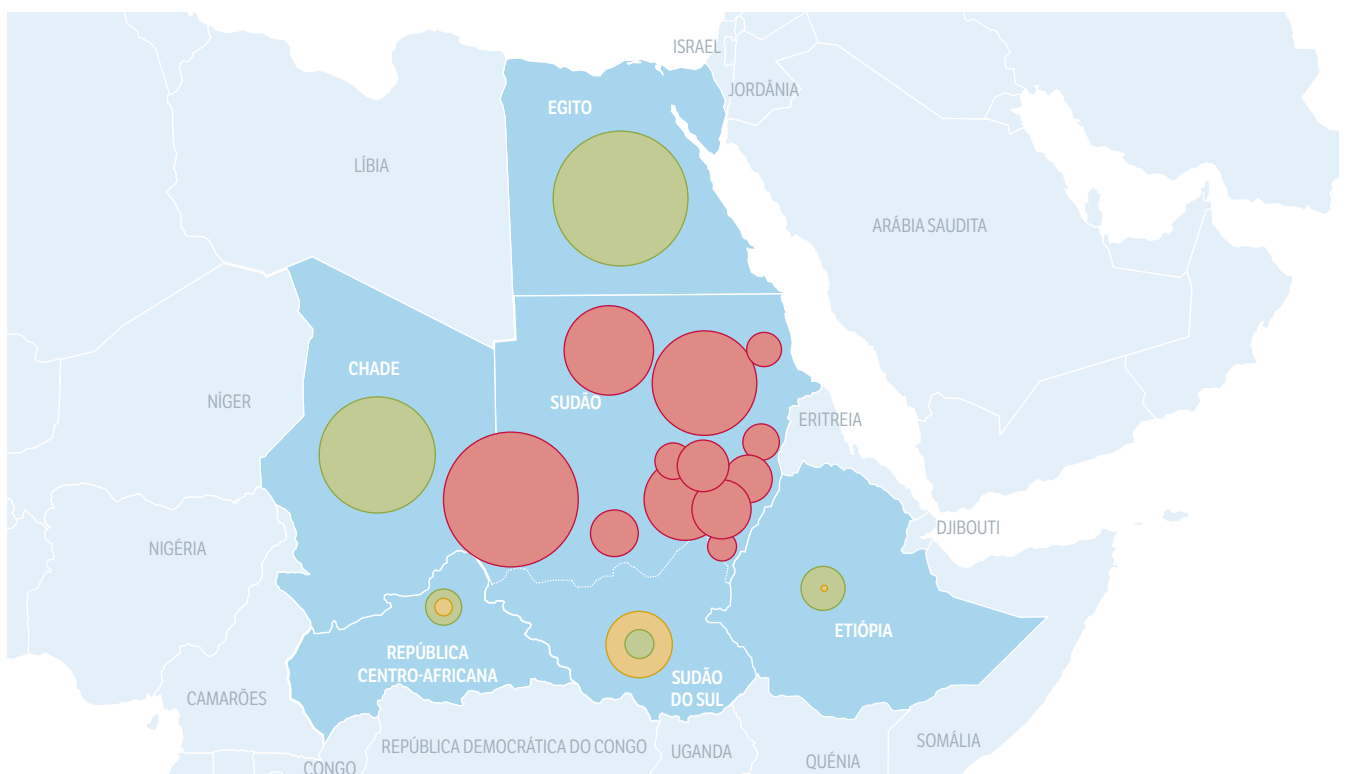 ISRAEL
JORDÂNIA
EGITO
LÍBIA
ARÁBIA SAUDITA
CHADE
NÍGER
SUDÃO
ERITREIA
DJIBOUTI
NIGÉRIA
ETIÓPIA
REPÚBLICA
CENTRO-AFRICANA
SUDÃO
DO SUL
CAMARÕES
REPÚBLICA DEMOCRÁTICA DO CONGO
UGANDA
SOMÁLIA
QUÉNIA
CONGO